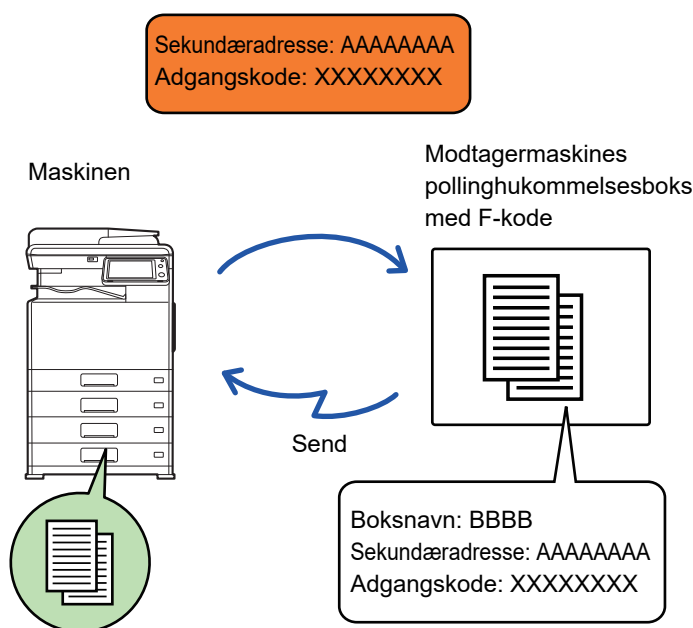 Sekundæradresse: AAAAAAAA
Adgangskode: XXXXXXXX
Maskinen
Modtagermaskines
pollinghukommelsesboks
med F-kode
Send
Boksnavn: BBBB
Sekundæradresse: AAAAAAAA
Adgangskode: XXXXXXXX